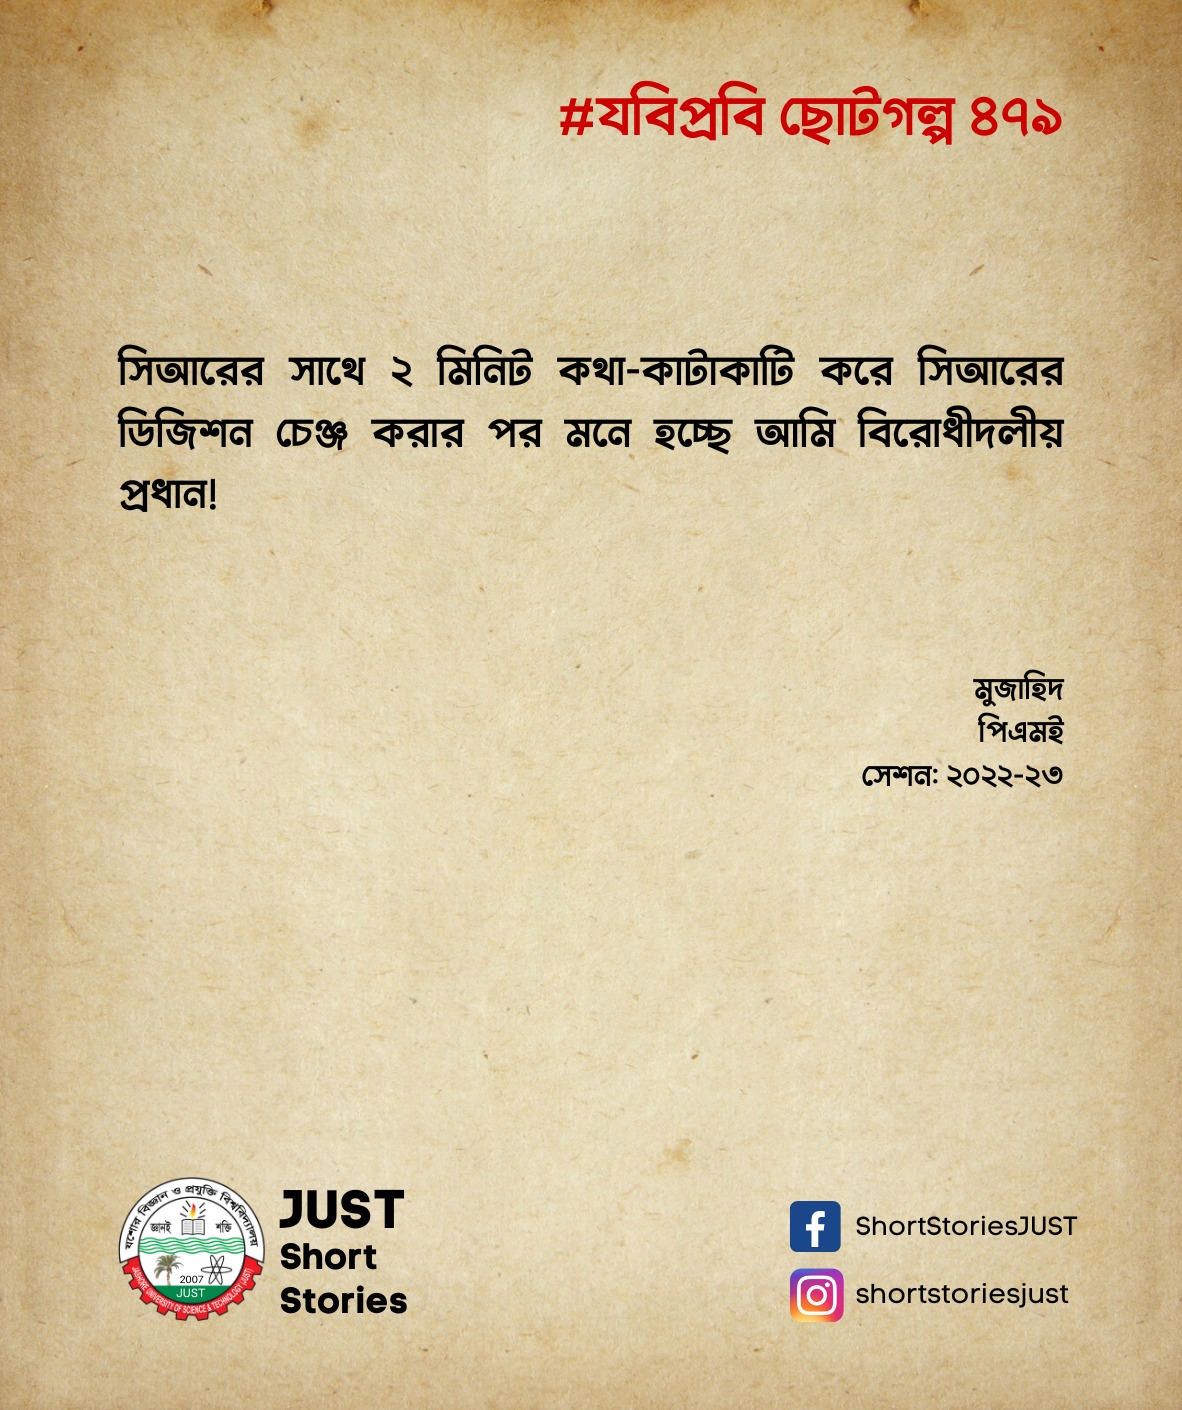 #যবিপ্রবি ছোটগল্প ৪৭৯
সিআরের সাথে ২ মিনিট কথা-কাটাকাটি করে সিআরের
ডিজিশন চেঞ্জ করার পর মনে হচ্ছে আমি বিরোধীদলীয়
প্রধান!
মুজাহিদ
পিএমই
সেশন: ২০২২-২৩
যশোর বিজ্ঞান ও প্রযুক্তি বিশ্ববিদ্যালয়
জ্ঞানই শক্তি
2007
JUST
JASHORE UNIVERSITY OF SCIENCE & TECHNOLOGY (JUST)
JUST
Short
Stories
ShortStoriesJUST
shortstoriesjust